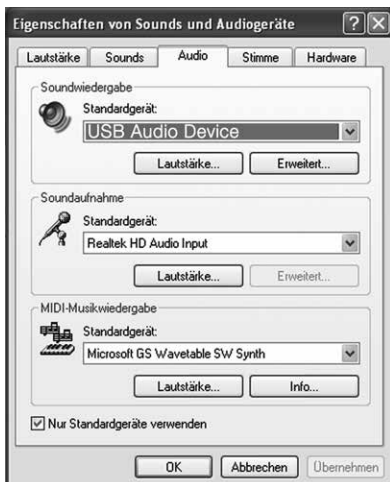 Eigenschaften von Sounds und Audiogeräte
Lautstärke Sounds Audio Stimme Hardware
Soundwiedergabe
Standardgerät:
USB Audio Device
Lautstärke... Erweitert...
Soundaufnahme
Standardgerät:
Realtek HD Audio Input
Lautstärke... Erweitert...
MIDI-Musikwiedergabe
Standardgerät:
Microsoft GS Wavetable SW Synth
Lautstärke... Info...
Nur Standardgeräte verwenden
OK Abbrechen Übernehmen